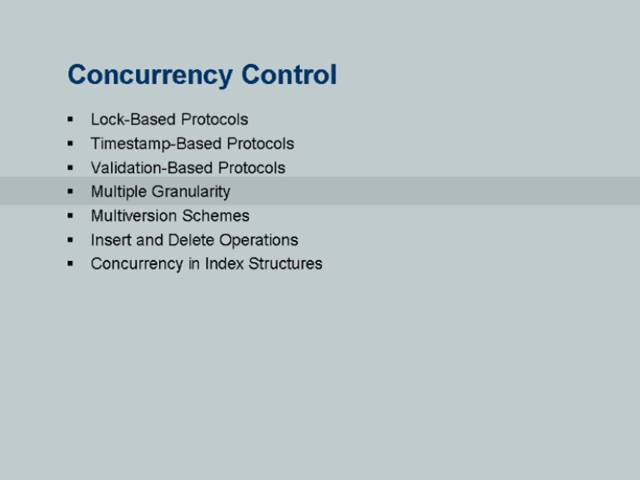 Concurrency Control
▪ Lock-Based Protocols
▪ Timestamp-Based Protocols
▪ Validation-Based Protocols
▪ Multiple Granularity
▪ Multiversion Schemes
▪ Insert and Delete Operations
▪ Concurrency in Index Structures